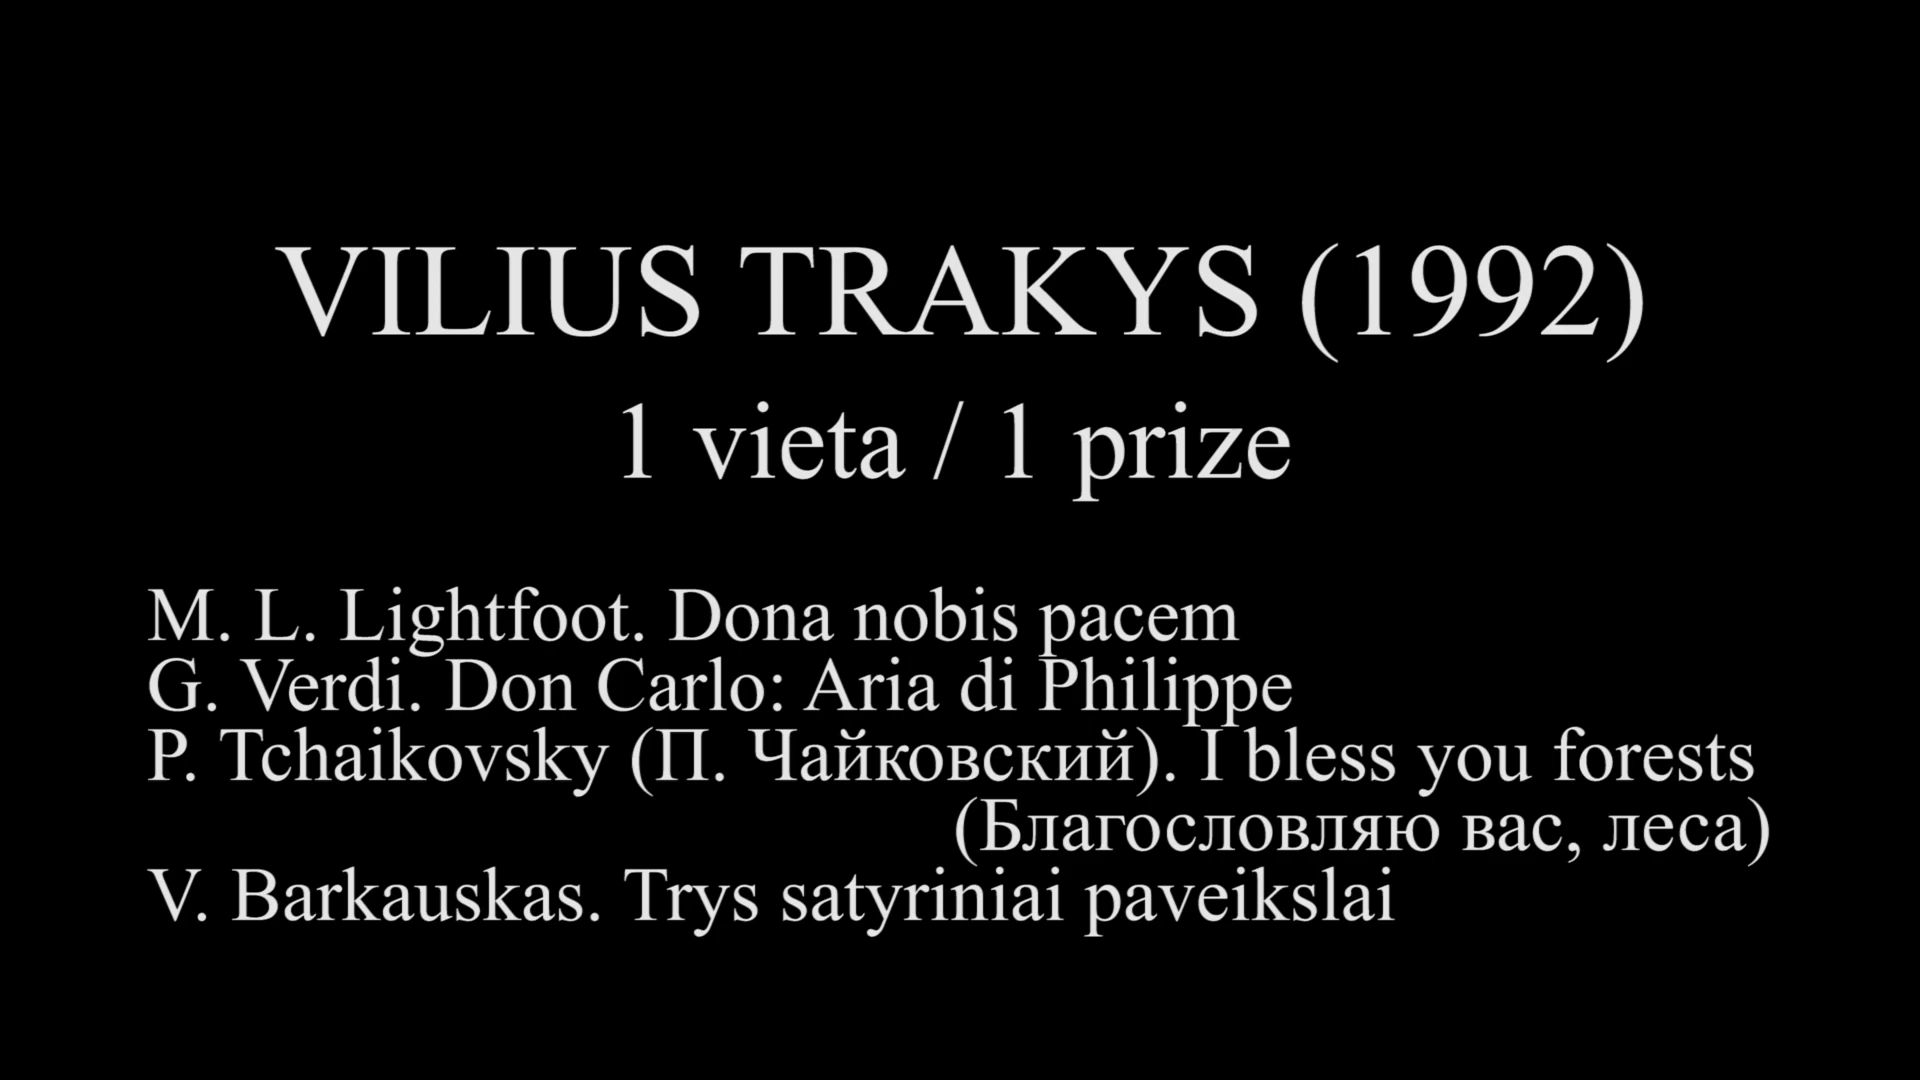 VILIUS TRAKYS (1992)
1 vieta / 1 prize
M. L. Lightfoot. Dona nobis pacem
G. Verdi. Don Carlo: Aria di Philippe
P. Tchaikovsky (П. Чайковский). I bless you forests
(Благословляю вас, леса)
V. Barkauskas. Trys satyriniai paveikslai